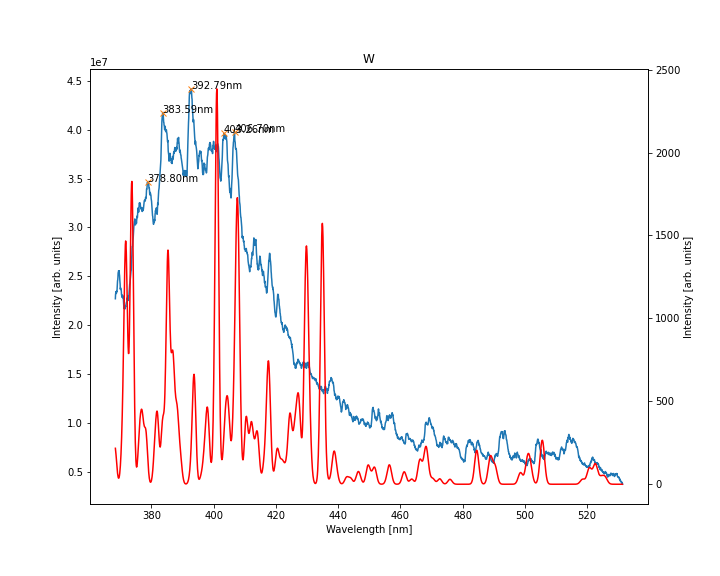 W
1e7
392.79nm
383.59nm
406.70nm
378.80nm
4.5
4.0
3.5
3.0
2.5
2.0
1.5
1.0
0.5
Intensity [arb. units]
2500
2000
1500
1000
500
0
Intensity [arb. units]
380 400 420 440 460 480 500 520
Wavelength [nm]